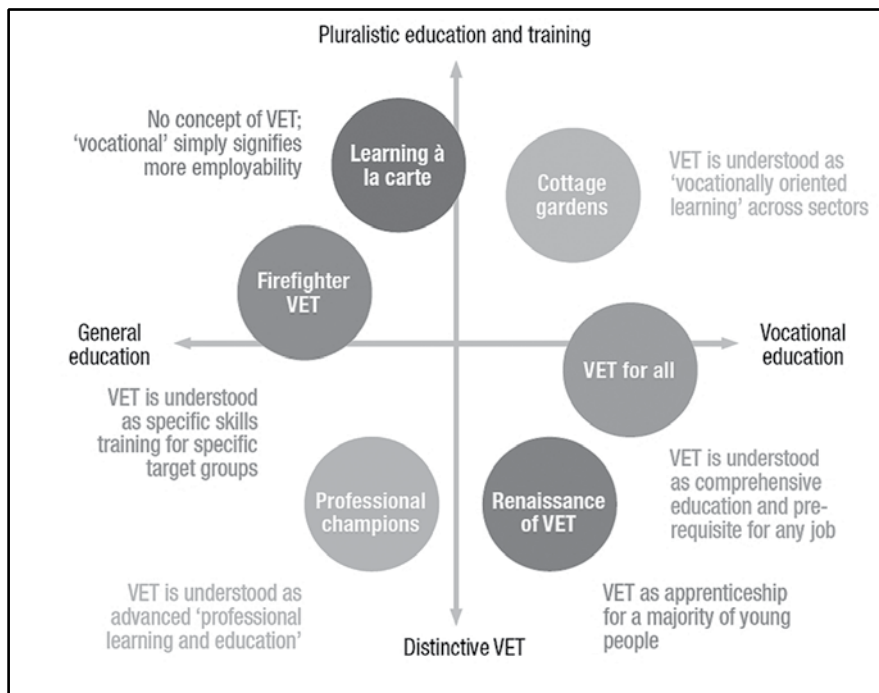 Pluralistic education and training
No concept of VET;
‘vocational’ simply signifies
more employability
Learning à
la carte
Cottage
gardens
VET is understood as
‘vocationally oriented
learning’ across sectors
Firefighter
VET
General
education
Vocational
education
VET for all
VET is understood
as specific skills
training for specific
target groups
Professional
champions
Renaissance
of VET
VET is understood
as comprehensive
education and pre-
requisite for any job
VET is understood as
advanced ‘professional
learning and education’
Distinctive VET
VET as apprenticeship
for a majority of young
people